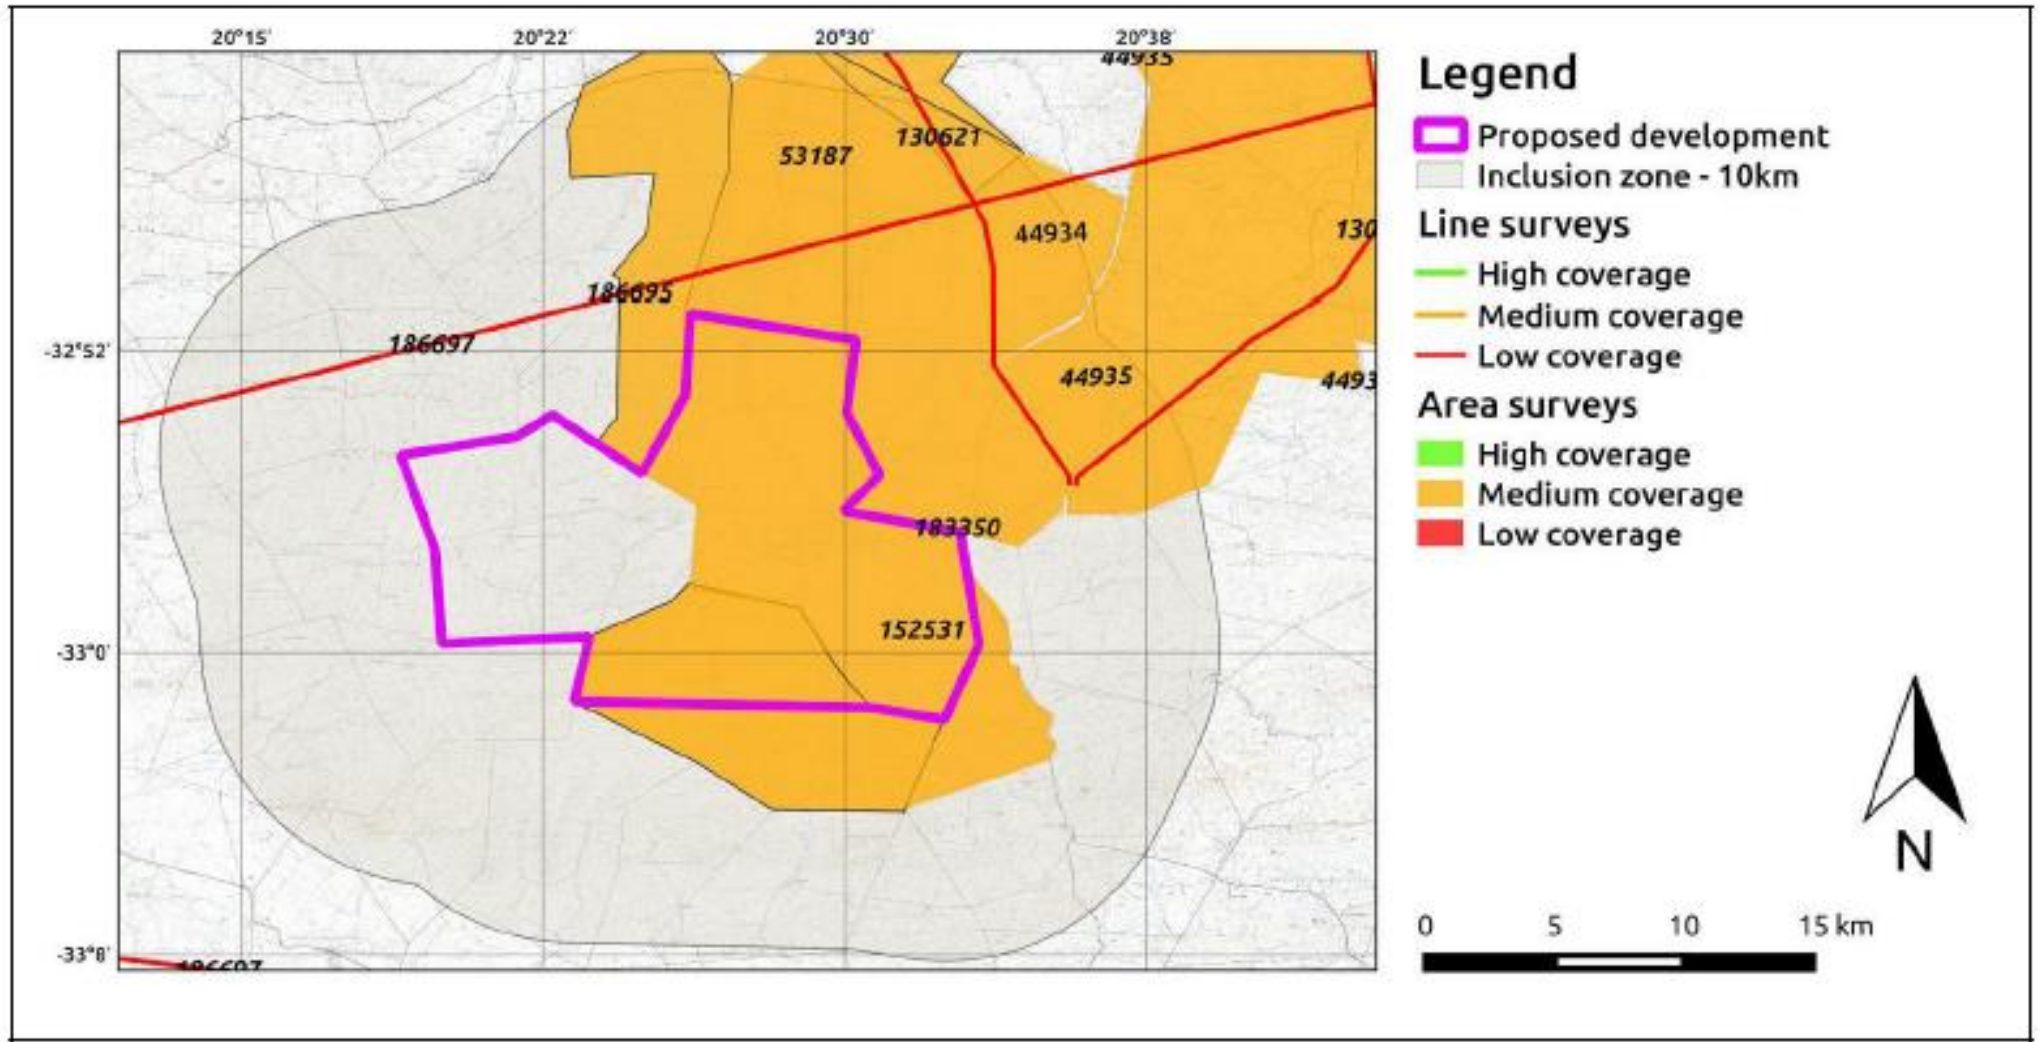 20°15′ 20°22′ 20°30′ 20°38′
44935
130621
53187
44934
130
186695
186697
-32°52′
44935
4493
183350
152531
-33°0′
-33°8′
186697
Legend
Proposed development
Inclusion zone - 10km
Line surveys
High coverage
Medium coverage
Low coverage
Area surveys
High coverage
Medium coverage
Low coverage
N
0 5 10 15 km